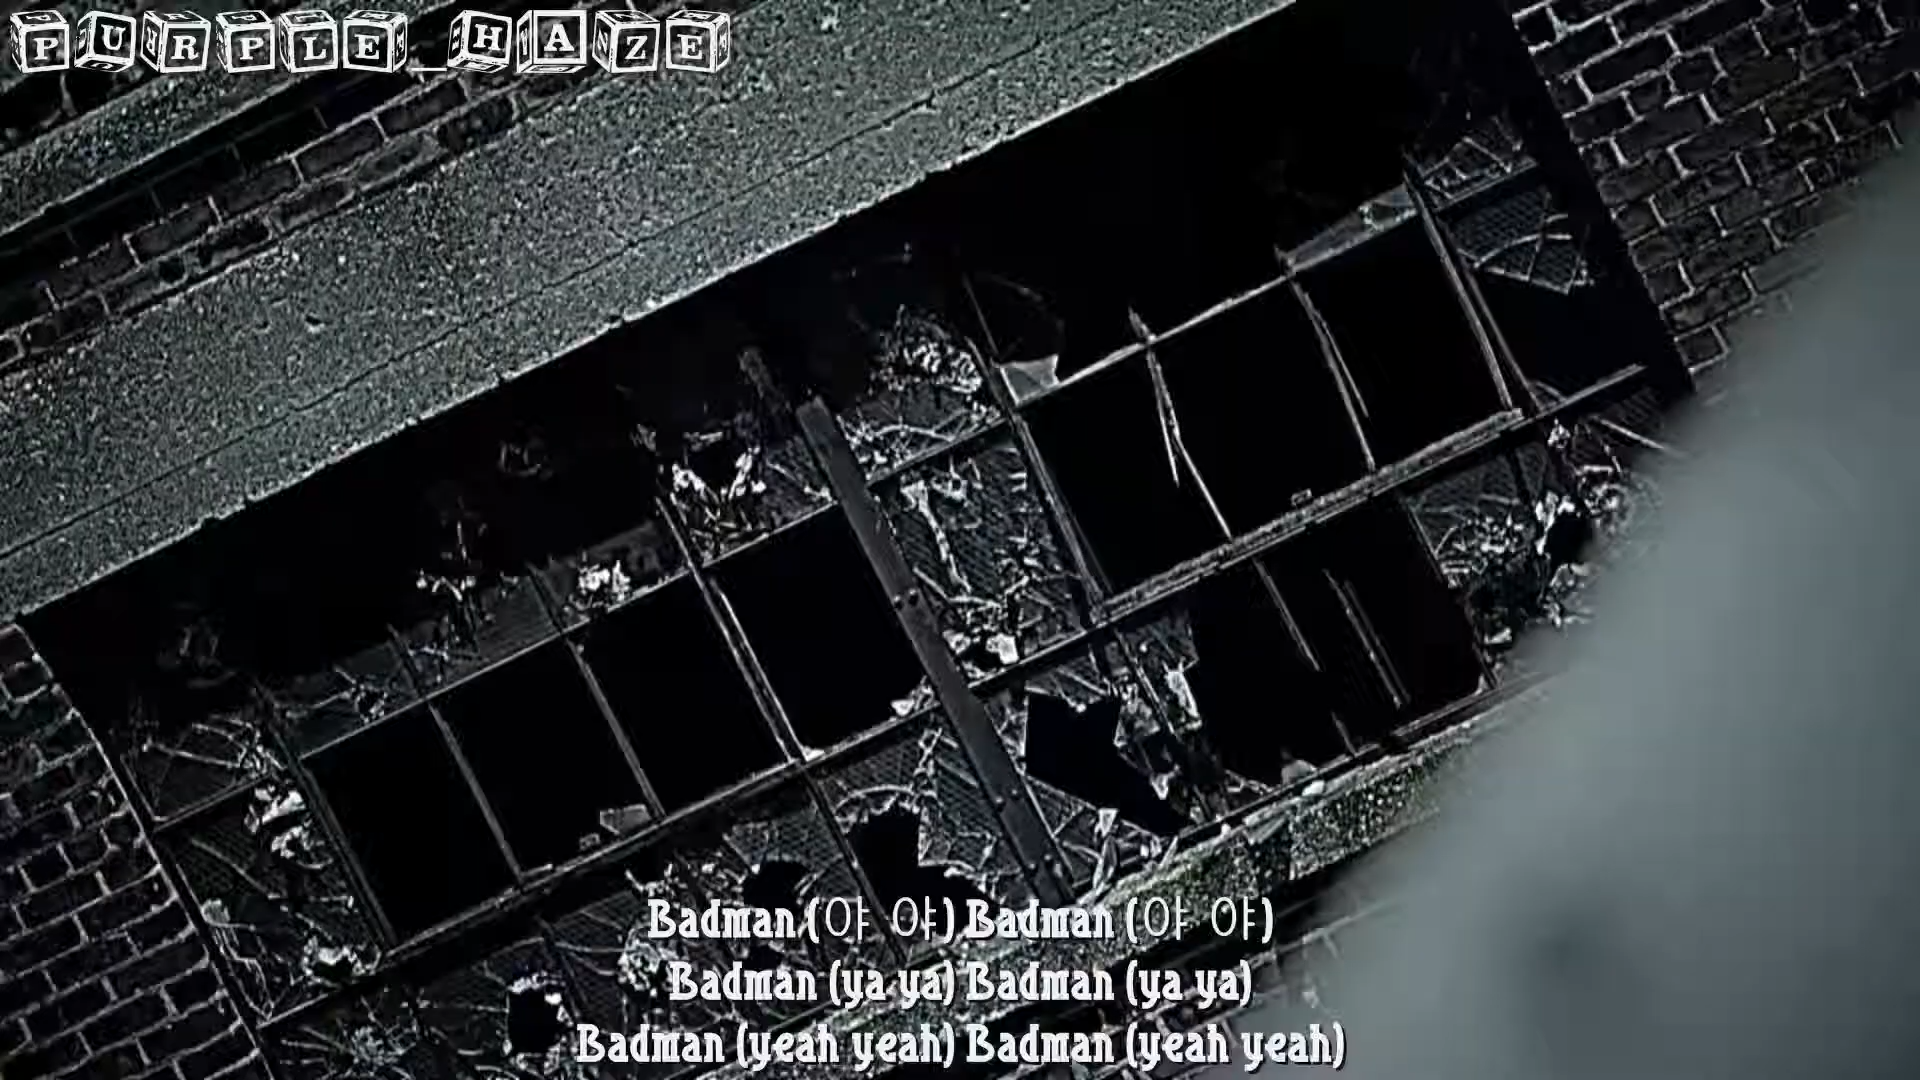 PURPLE_HAZE
Badman (야 야) Badman (야 야)
Badman (ya ya) Badman (ya ya)
Badman (yeah yeah) Badman (yeah yeah)